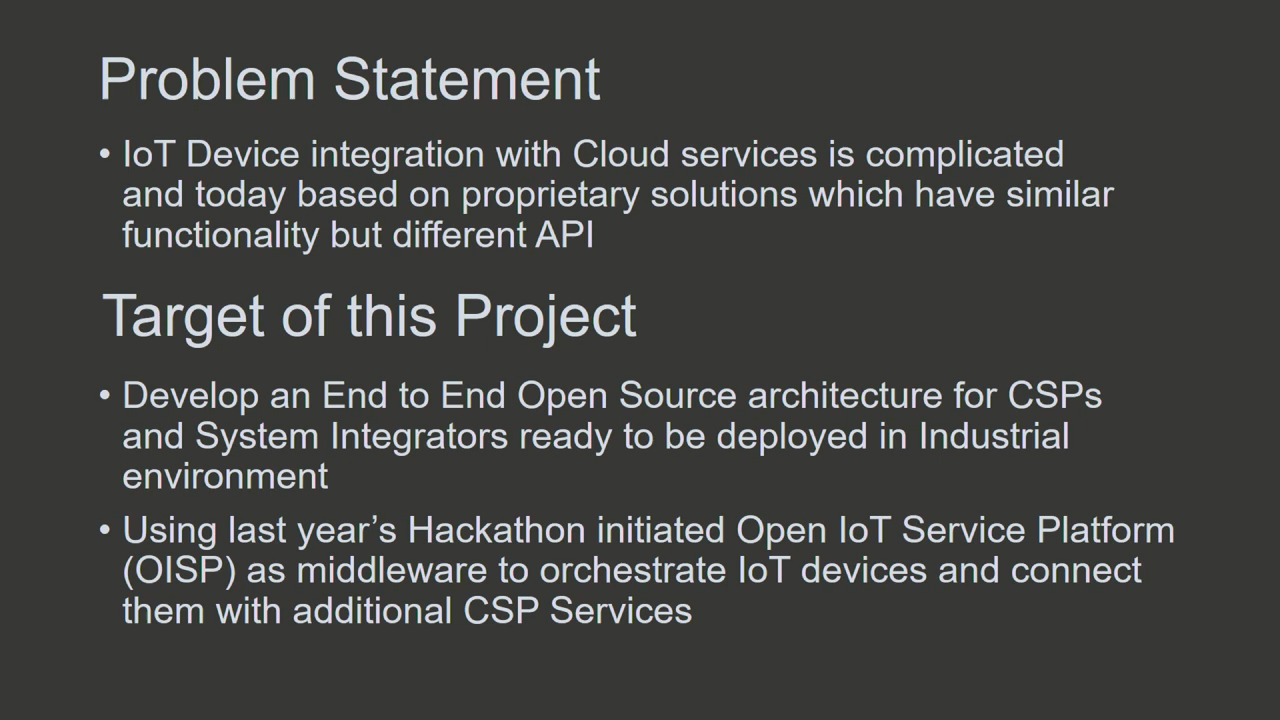 Problem Statement
• IoT Device integration with Cloud services is complicated
and today based on proprietary solutions which have similar
functionality but different API
Target of this Project
• Develop an End to End Open Source architecture for CSPs
and System Integrators ready to be deployed in Industrial
environment
• Using last year’s Hackathon initiated Open IoT Service Platform
(OISP) as middleware to orchestrate IoT devices and connect
them with additional CSP Services